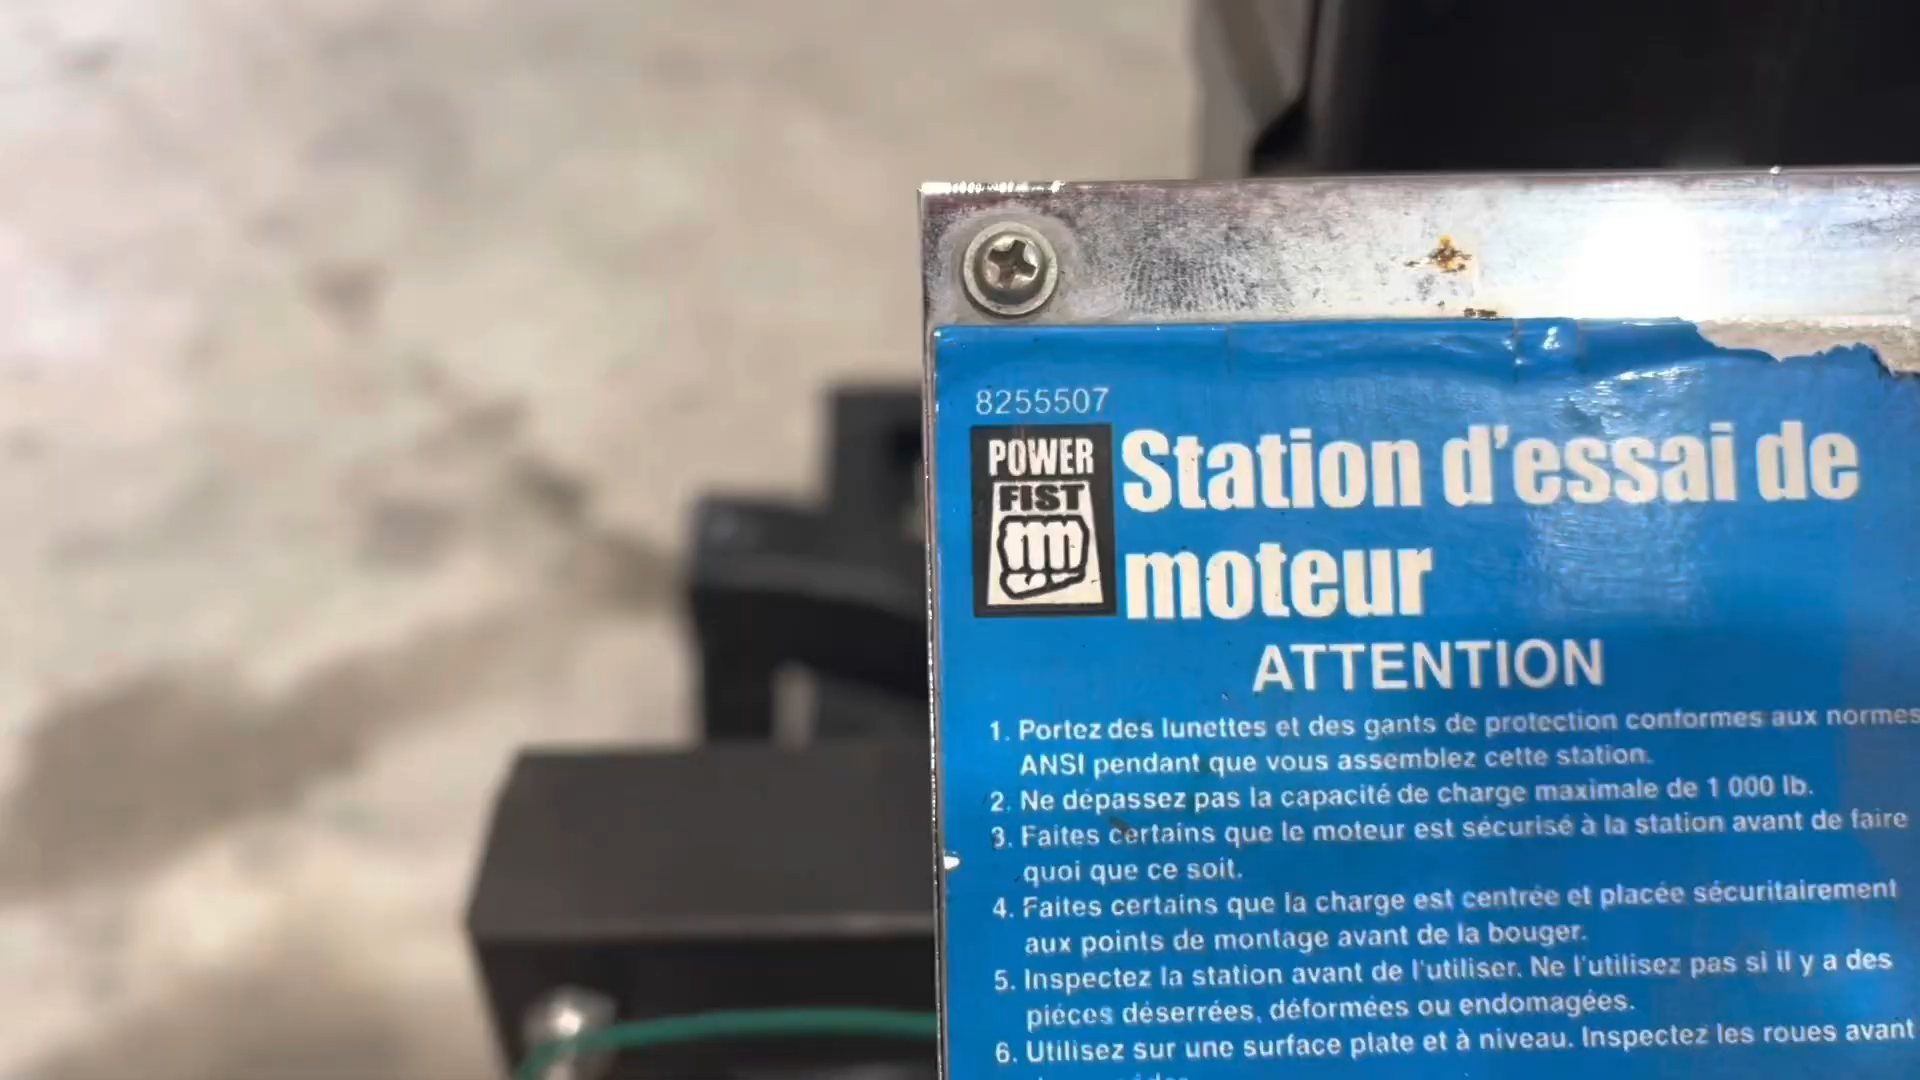 8255507
POWER
FIST
Station d'essai de
moteur
ATTENTION
1. Portez des lunettes et des gants de protection conformes aux normes
ANSI pendant que vous assemblez cette station.
2. Ne dépassez pas la capacité de charge maximale de 1 000 lb.
3. Faites certains que le moteur est sécurisé à la station avant de faire
quoi que ce soit.
4. Faites certains que la charge est centrée et placée sécuritairement
aux points de montage avant de la bouger.
5. Inspectez la station avant de l'utiliser. Ne l'utilisez pas si il y a des
piéces déserrées, déformées ou endomagées.
6. Utilisez sur une surface plate et à niveau. Inspectez les roues avant